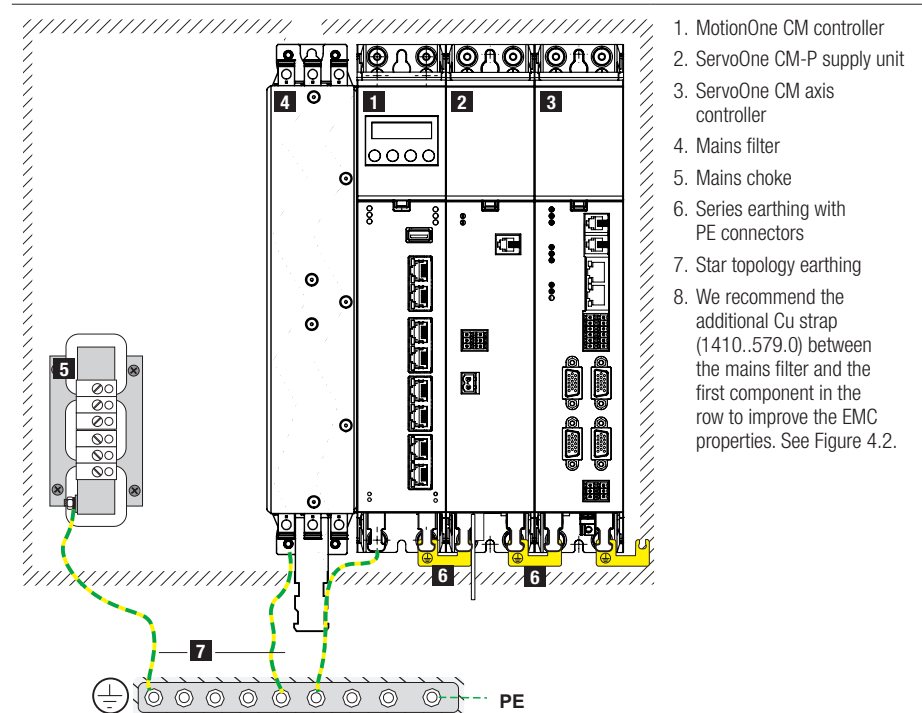 4
1
2
3
5
6
6
7
PE
1. MotionOne CM controller
2. ServoOne CM-P supply unit
3. ServoOne CM axis
controller
4. Mains filter
5. Mains choke
6. Series earthing with
PE connectors
7. Star topology earthing
8. We recommend the
additional Cu strap
(1410..579.0) between
the mains filter and the
first component in the
row to improve the EMC
properties. See Figure 4.2.